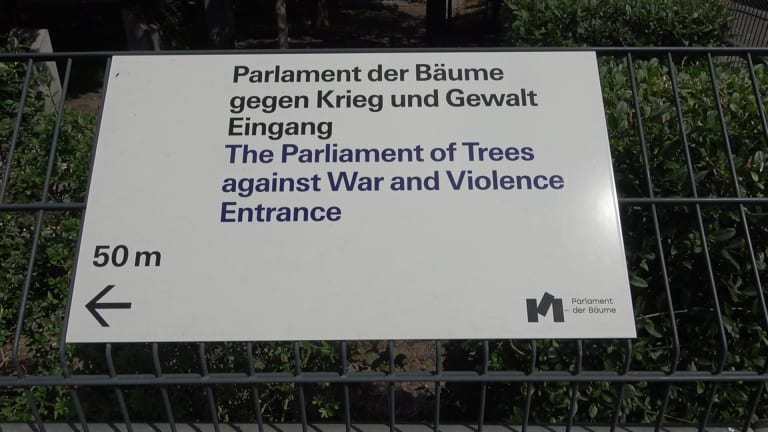 Parlament der Bäume
gegen Krieg und Gewalt
Eingang
The Parliament of Trees
against War and Violence
Entrance
50 m
Parlament
der Bäume